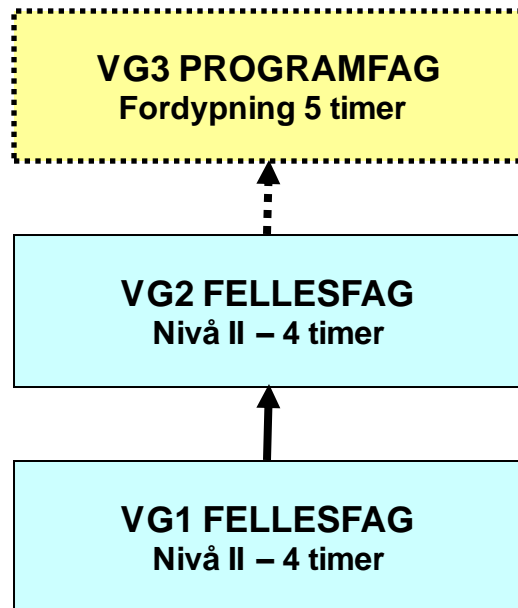 VG3 PROGRAMFAG
Fordypning 5 timer
VG2 FELLESFAG
Nivå II – 4 timer
VG1 FELLESFAG
Nivå II – 4 timer